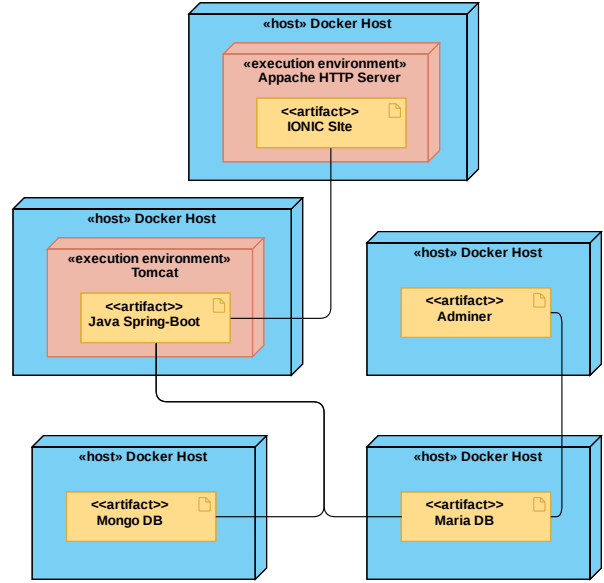 «host» Docker Host
«execution environment»
Appache HTTP Server
<<artifact>>
IONIC SIte
«host» Docker Host
«execution environment»
Tomcat
<<artifact>>
Java Spring-Boot
«host» Docker Host
<<artifact>>
Adminer
«host» Docker Host
<<artifact>>
Mongo DB
«host» Docker Host
<<artifact>>
Maria DB